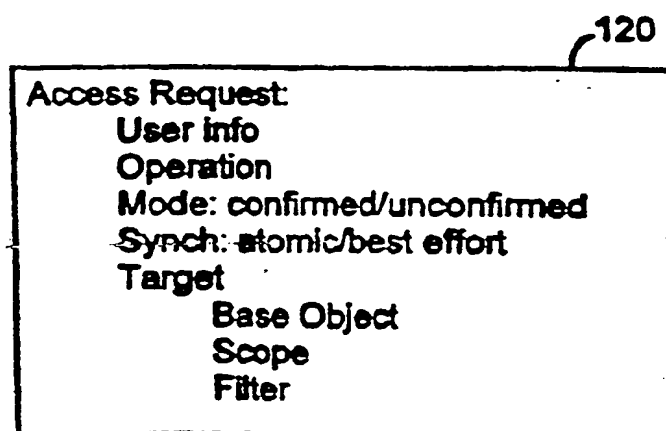 120
Access Request:
User info
Operation
Mode: confirmed/unconfirmed
Synch: atomic/best effort
Target
Base Object
Scope
Filter